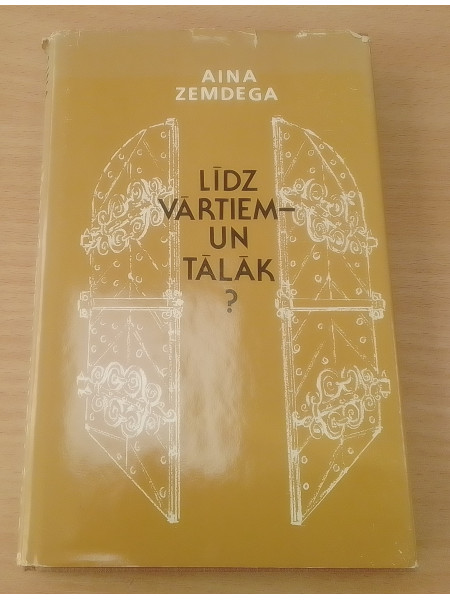 AINA
ZEMDEGA
LĪDZ
VĀRTIEM-
UN
TĀLĀK
?